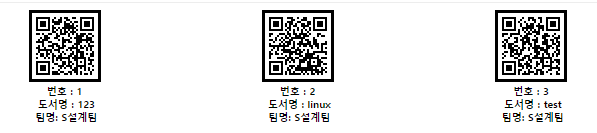 번호 : 1
도서명 : 123
팀명: S설계팀
번호 : 2
도서명 : linux
팀명: S설계팀
번호 : 3
도서명 : test
팀명: S설계팀